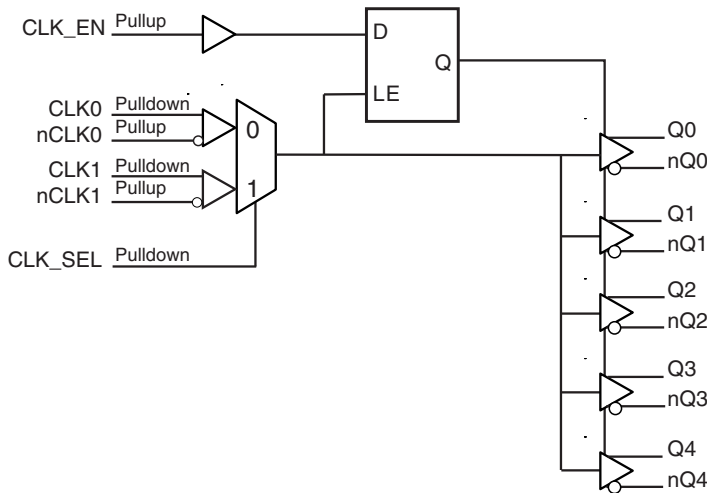 CLK_EN Pullup
D
Q
LE
CLK0 Pulldown
nCLK0 Pullup
0
CLK1 Pulldown
nCLK1 Pullup
1
CLK_SEL Pulldown
Q0
nQ0
Q1
nQ1
Q2
nQ2
Q3
nQ3
Q4
nQ4